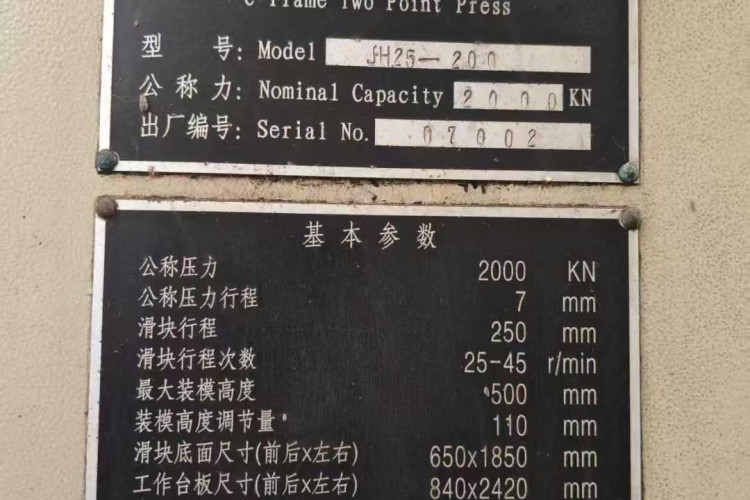 C Frame Two Point Press
型 号: Model JH25-200
公 称 力: Nominal Capacity 2000 KN
出厂编号: Serial No. 07002
基本参数
公称压力 2000 KN
公称压力行程 7 mm
滑块行程 250 mm
滑块行程次数 25-45 r/min
最大装模高度 500 mm
装模高度调节量 110 mm
滑块底面尺寸(前后x左右) 650x1850 mm
工作台板尺寸(前后x左右) 840x2420 mm